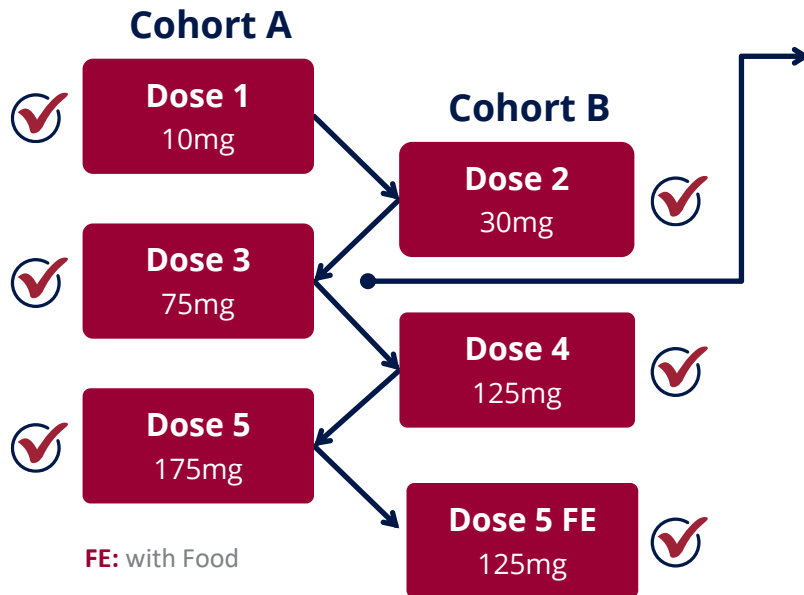 Cohort A
Dose 1
10mg
Cohort B
Dose 2
30mg
Dose 3
75mg
Dose 4
125mg
Dose 5
175mg
Dose 5 FE
125mg
FE: with Food